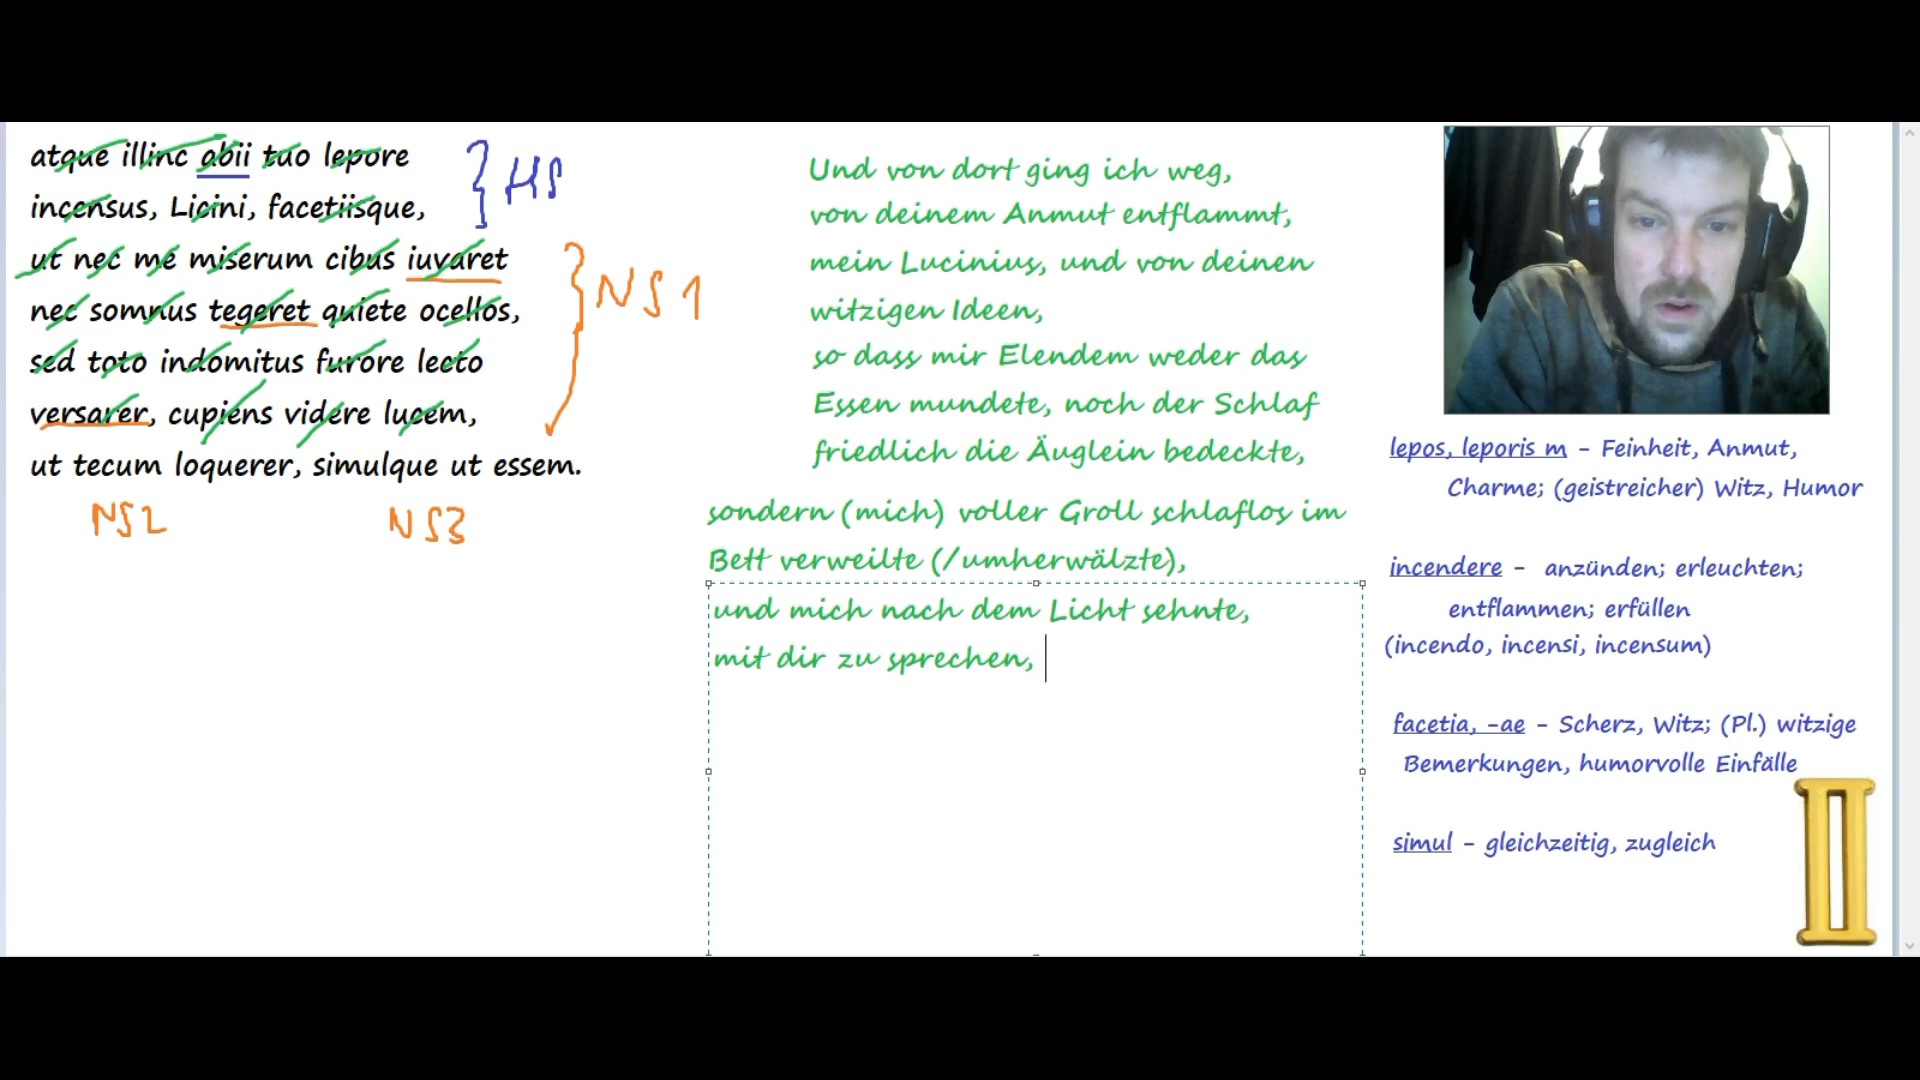 atque illinc abii tuo lepore
incensus, Licini, facetiisque,
ut nec me miserum cibus iuvaret
nec somnus tegeret quiete ocellos,
sed toto indomitus furore lecto
versarer, cupiens videre lucem,
ut tecum loquerer, simulque ut essem.
HS
NS1
NS2
NS3
Und von dort ging ich weg,
von deinem Anmut entflammt,
mein Lucinius, und von deinen
witzigen Ideen,
so dass mir Elendem weder das
Essen mundete, noch der Schlaf
friedlich die Äuglein bedeckte,
sondern (mich) voller Groll schlaflos im
Bett verweilte (/umherwälzte),
und mich nach dem Licht sehnte,
mit dir zu sprechen,
lepos, leporis m - Feinheit, Anmut,
Charme; (geistreicher) Witz, Humor
incendere - anzünden; erleuchten;
entflammen; erfüllen
(incendo, incensi, incensum)
facetia, -ae - Scherz, Witz; (Pl.) witzige
Bemerkungen, humorvolle Einfälle
simul - gleichzeitig, zugleich
II